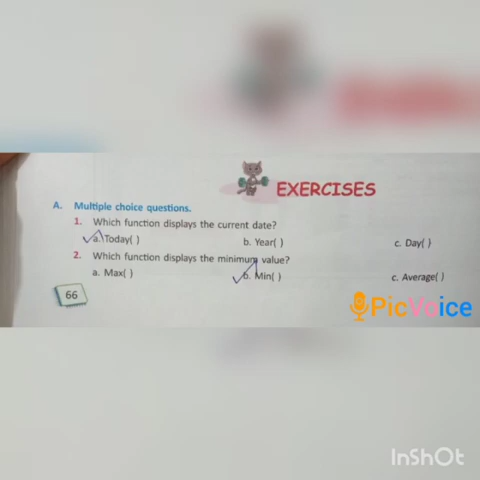 EXERCISES
A. Multiple choice questions.
1. Which function displays the current date?
a. Today( ) b. Year( ) c. Day( )
2. Which function displays the minimum value?
a. Max( ) b. Min( ) c. Average( )
66
PicVoice
InShOt